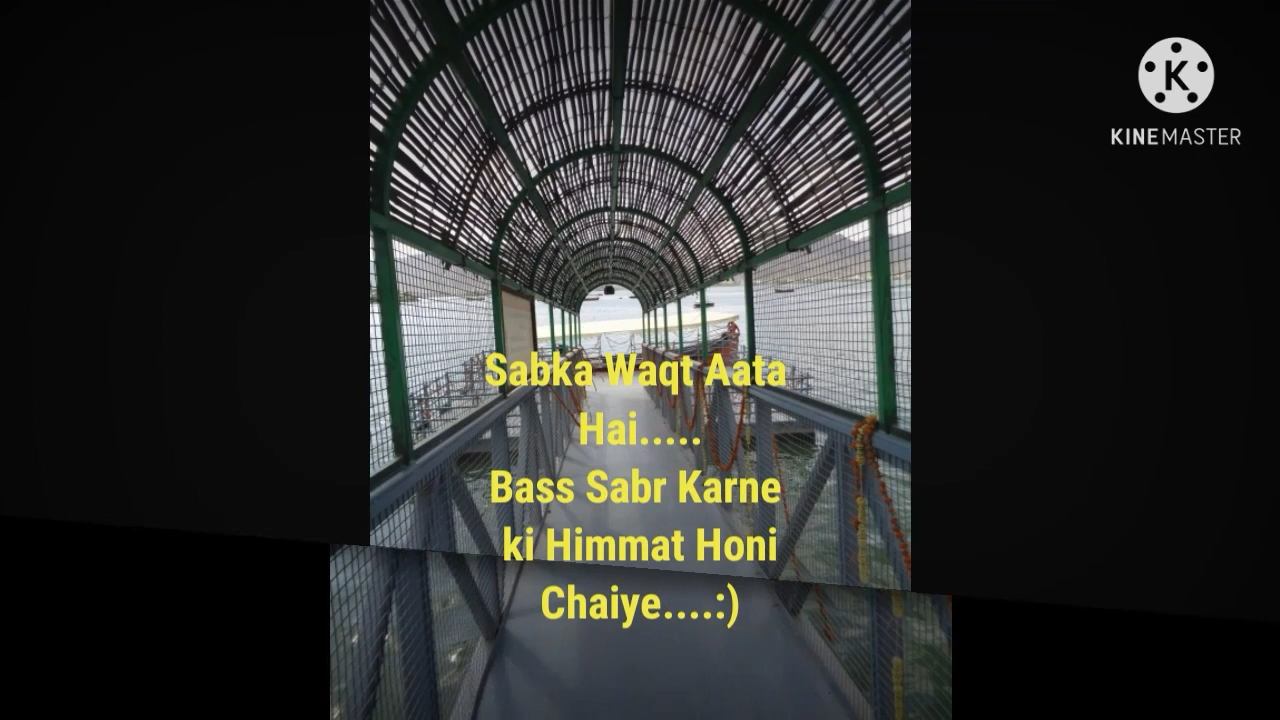 KINEMASTER
Sabka Waqt Aata
Hai.....
Bass Sabr Karne
ki Himmat Honi
Chaiye....:)